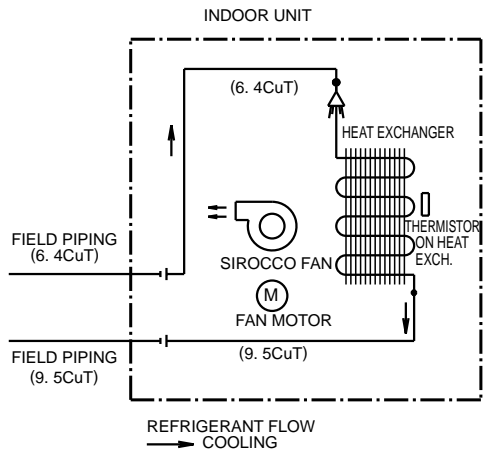 INDOOR UNIT
(6. 4CuT)
HEAT EXCHANGER
THERMISTOR
ON HEAT
EXCH.
FIELD PIPING
(6. 4CuT)
SIROCCO FAN
M
FAN MOTOR
(9. 5CuT)
FIELD PIPING
(9. 5CuT)
REFRIGERANT FLOW
COOLING